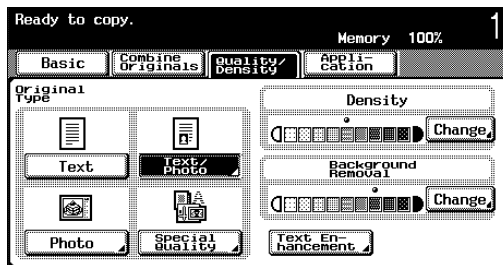 Ready to copy.
1
Memory 100%
Basic
Combine
Originals
Quality/
Density
Appli-
cation
Original
Type
Text
Text/
Photo
Photo
Special
Quality
Density
Change
Background
Removal
Change
Text En-
hancement